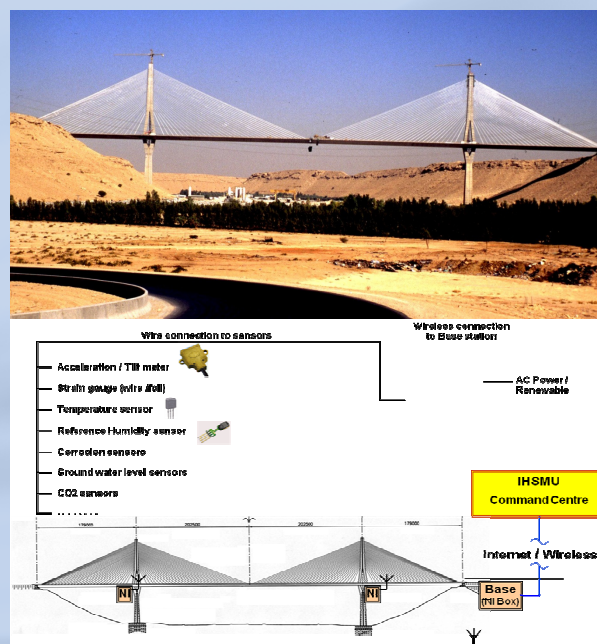 Wire connection to sensors
Wireless connection
to Base station
Acceleration / Tilt meter
Strain gauge (wire /foil)
Temperature sensor
Reference Humidity sensor
Corrosion sensors
Ground water level sensors
CO2 sensors
AC Power /
Renewable
IHSMU
Command Centre
202500
202500
Internet / Wireless
NI
NI
Base
(NI Box)